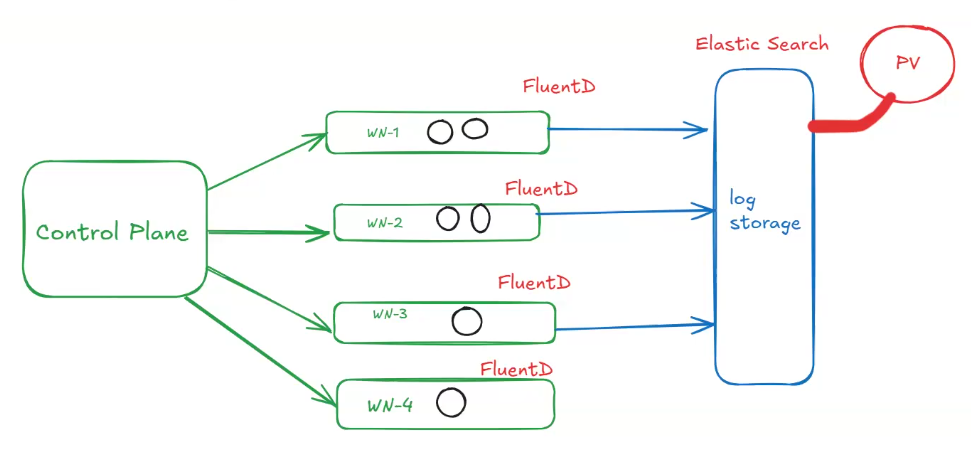 Elastic Search
PV
FluentD
WN-1
FluentD
Control Plane
WN-2
log
storage
FluentD
WN-3
FluentD
WN-4